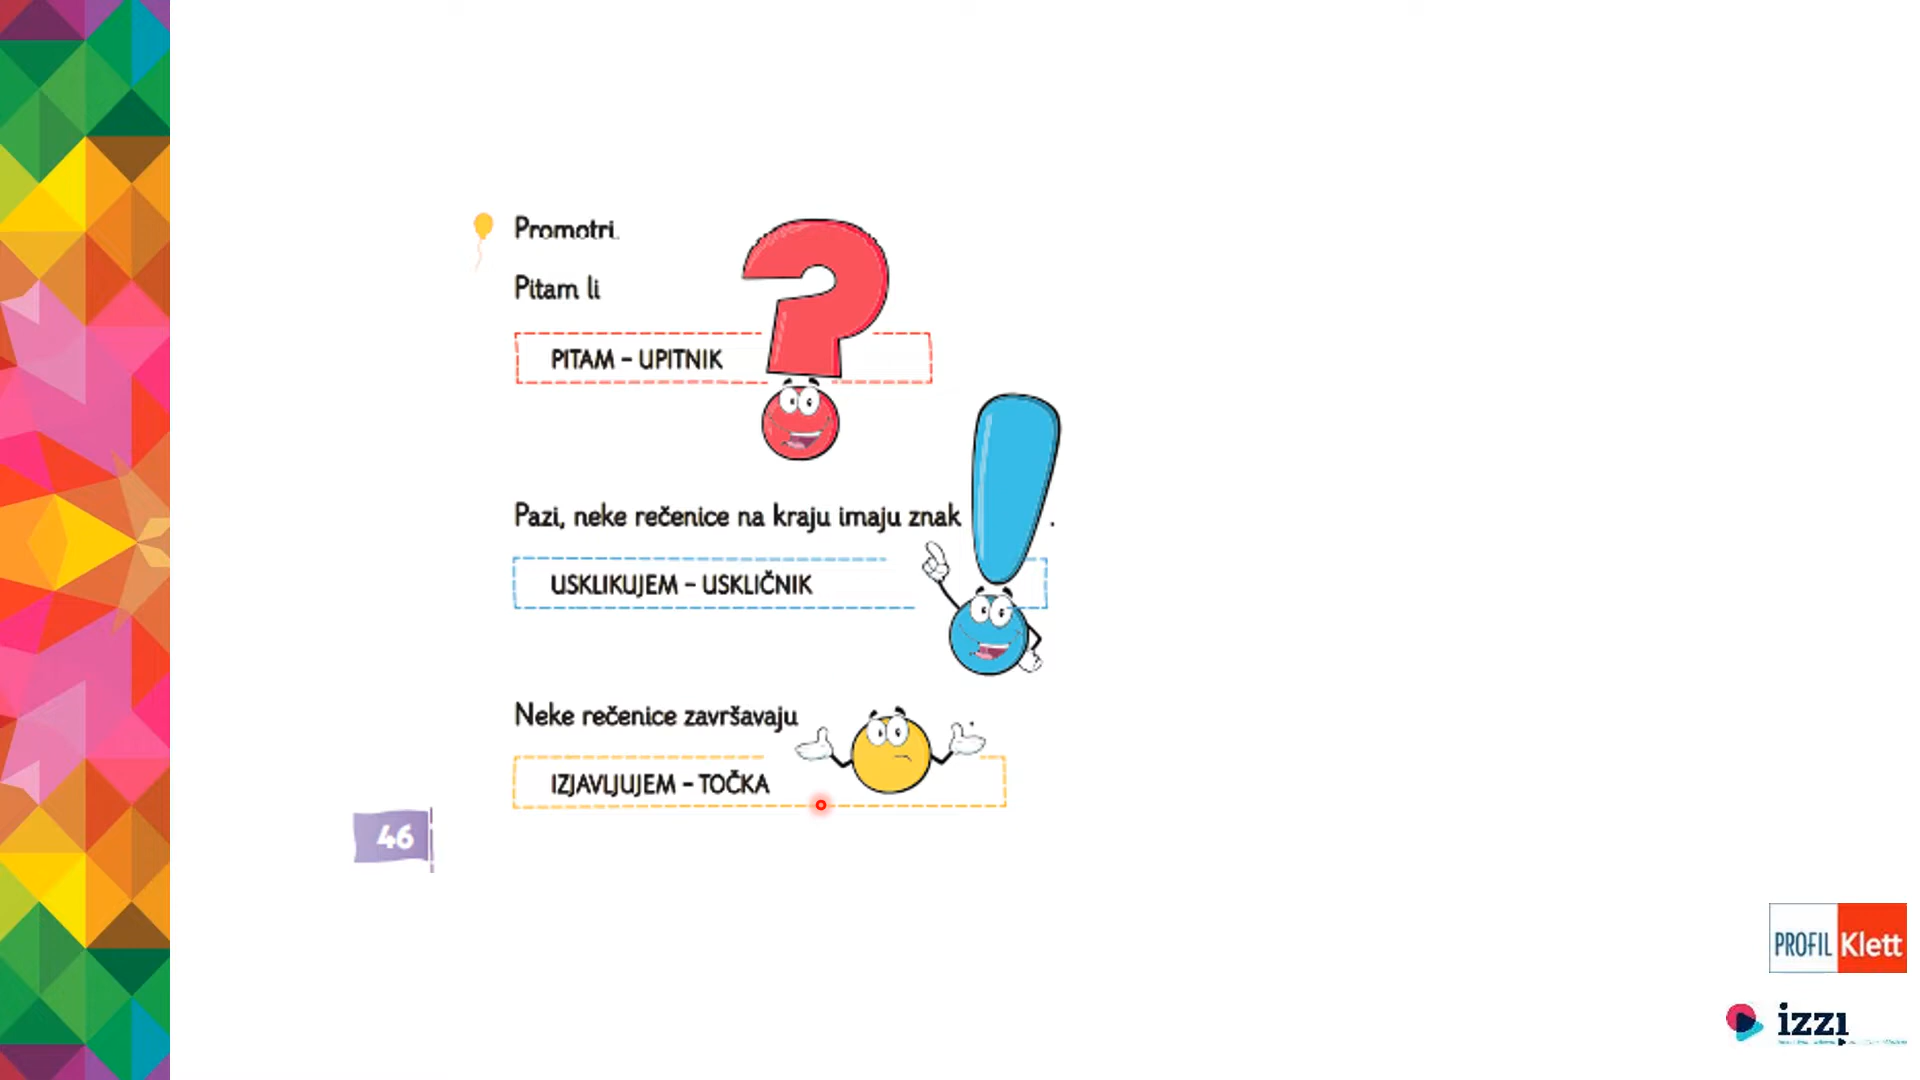 Promotri.
Pitam li
PITAM – UPITNIK
Pazi, neke rečenice na kraju imaju znak .
USKLIKUJEM – USKLIČNIK
Neke rečenice završavaju .
IZJAVLJUJEM – TOČKA
46
PROFIL Klett
izzi